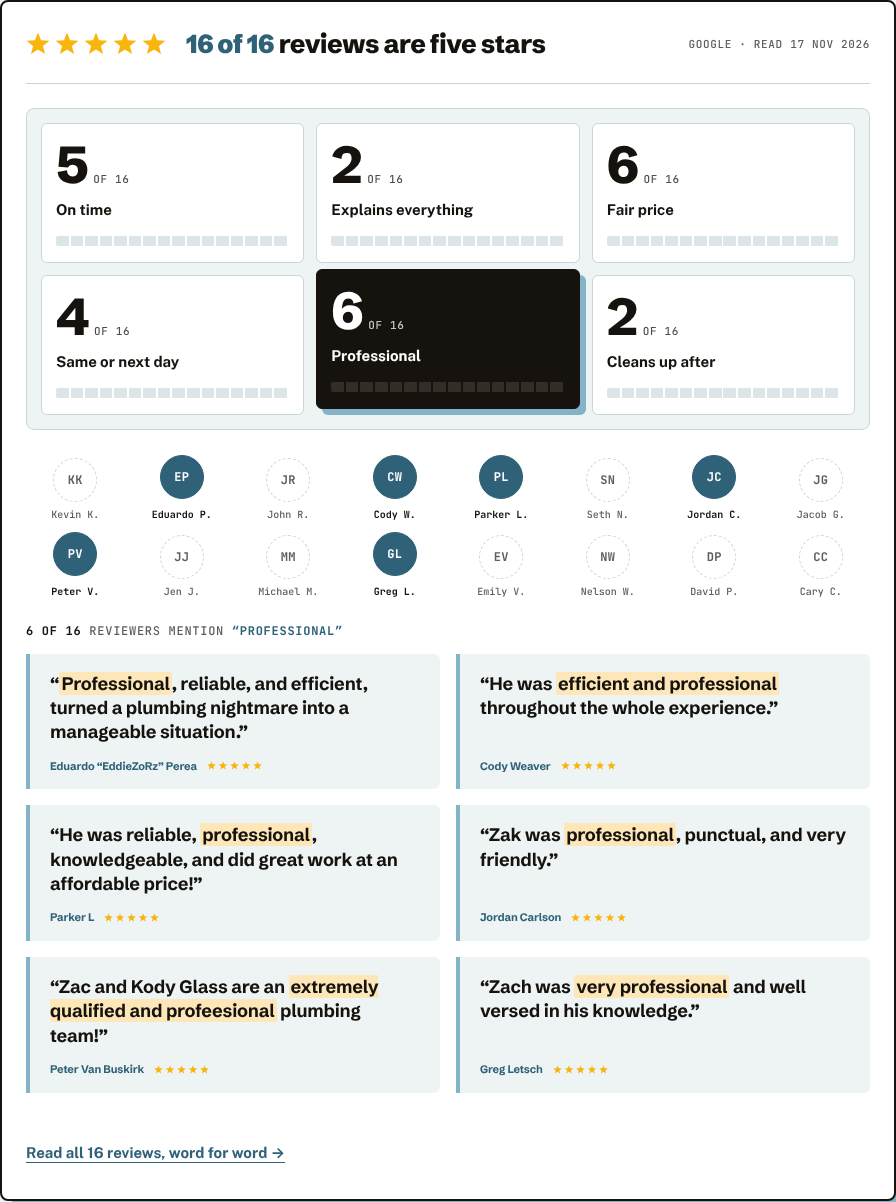 16 of 16 reviews are five stars
GOOGLE · READ 17 NOV 2026
5 OF 16
On time
2 OF 16
Explains everything
6 OF 16
Fair price
4 OF 16
Same or next day
6 OF 16
Professional
2 OF 16
Cleans up after
KK
Kevin K.
EP
Eduardo P.
JR
John R.
CW
Cody W.
PL
Parker L.
SN
Seth N.
JC
Jordan C.
JG
Jacob G.
PV
Peter V.
JJ
Jen J.
MM
Michael M.
GL
Greg L.
EV
Emily V.
NW
Nelson W.
DP
David P.
CC
Cary C.
6 OF 16 REVIEWERS MENTION “PROFESSIONAL”
“Professional, reliable, and efficient,
turned a plumbing nightmare into a
manageable situation.”
Eduardo “EddieZoRz” Perea
“He was efficient and professional
throughout the whole experience.”
Cody Weaver
“He was reliable, professional,
knowledgeable, and did great work at an
affordable price!”
Parker L
“Zak was professional, punctual, and very
friendly.”
Jordan Carlson
“Zac and Kody Glass are an extremely
qualified and profeesional plumbing
team!”
Peter Van Buskirk
“Zach was very professional and well
versed in his knowledge.”
Greg Letsch
Read all 16 reviews, word for word →